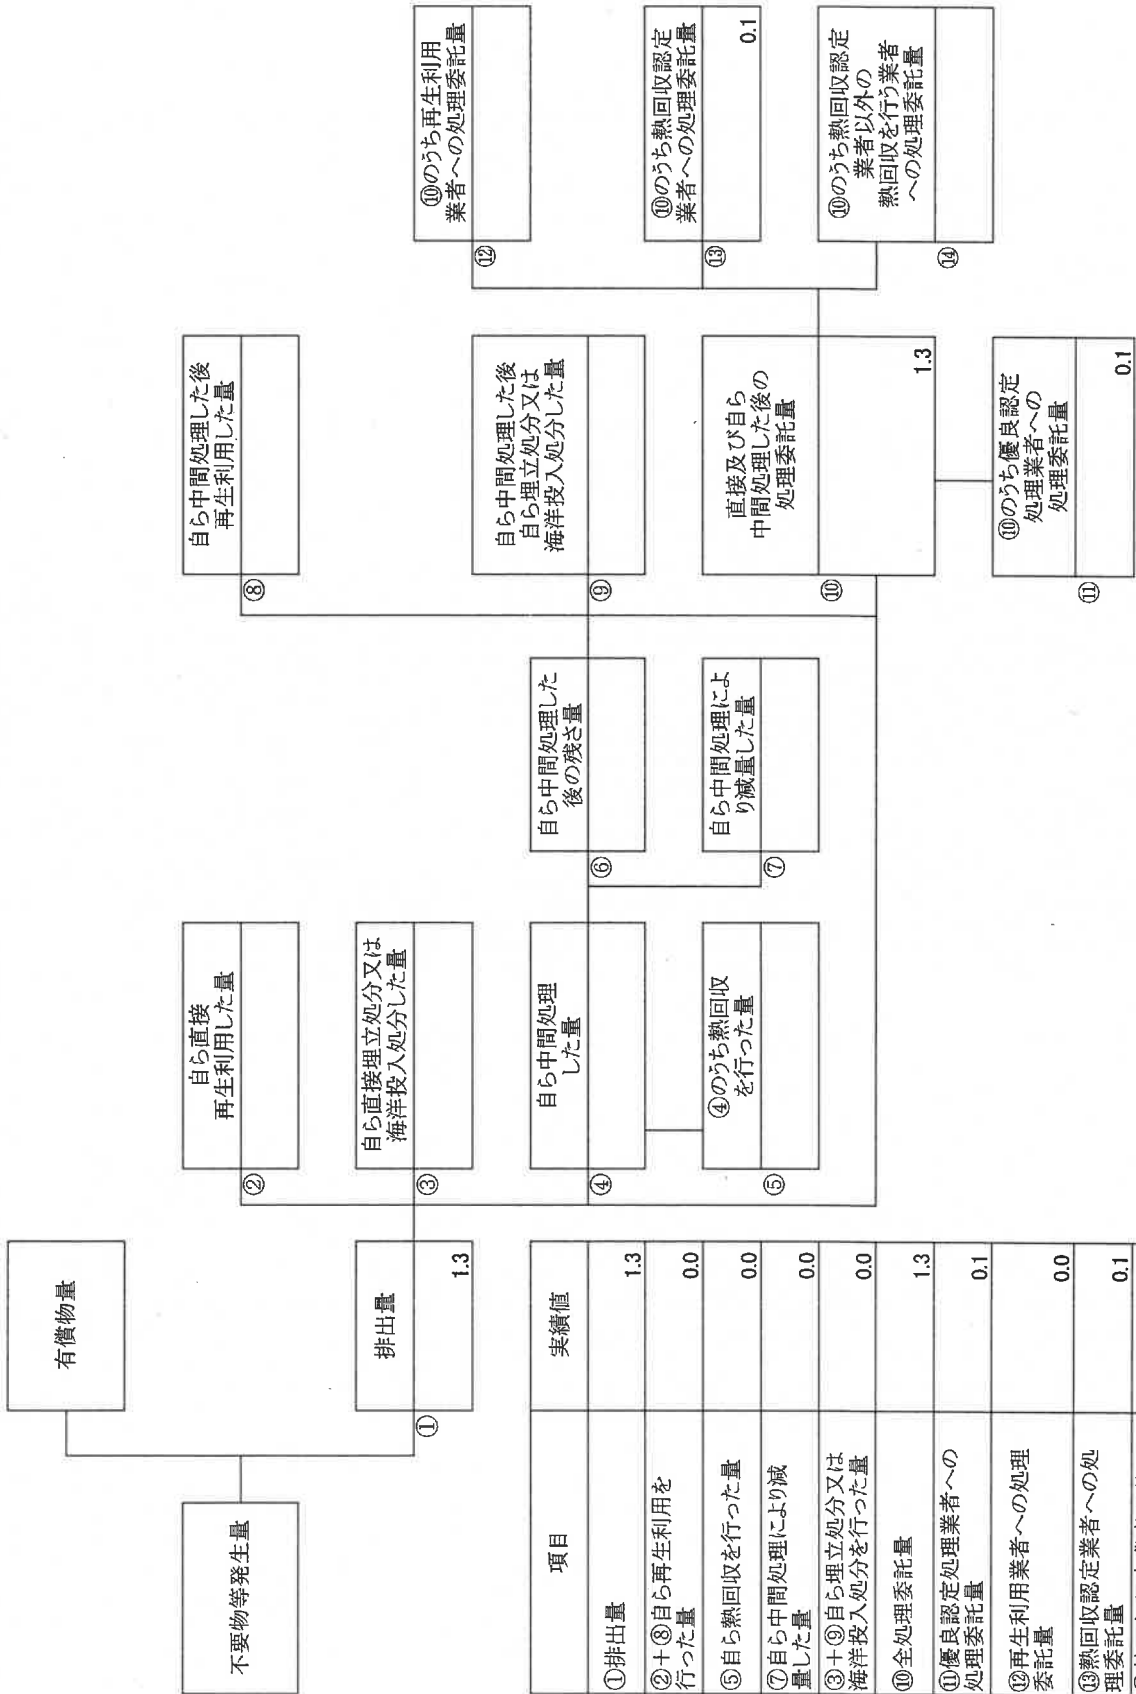 不要物等発生量
有償物量
排出量
①
1.3
自ら直接
再生利用した量
②
自ら直接埋立処分又は
海洋投入処分した量
③
自ら中間処理
した量
④
④のうち熱回収
を行った量
⑤
自ら中間処理した
後の残さ量
⑥
自ら中間処理によ
り減量した量
⑦
自ら中間処理した後
再生利用した量
⑧
自ら中間処理した後
自ら埋立処分又は
海洋投入処分した量
⑨
直接及び自ら
中間処理した後の
処理委託量
⑩
1.3
⑩のうち優良認定
処理業者への
処理委託量
⑪
0.1
⑩のうち再生利用
業者への処理委託量
⑫
⑩のうち熱回収認定
業者への処理委託量
⑬
0.1
⑩のうち熱回収認定
業者以外の
熱回収を行う業者
への処理委託量
⑭
項目 実績値
①排出量 1.3
②+⑧自ら再生利用を
行った量 0.0
⑤自ら熱回収を行った量 0.0
⑦自ら中間処理により減
量した量 0.0
③+⑨自ら埋立処分又は
海洋投入処分を行った量 0.0
⑩全処理委託量 1.3
⑪優良認定処理業者への
処理委託量 0.1
⑫再生利用業者への処理
委託量 0.0
⑬熱回収認定業者への処
理委託量 0.1